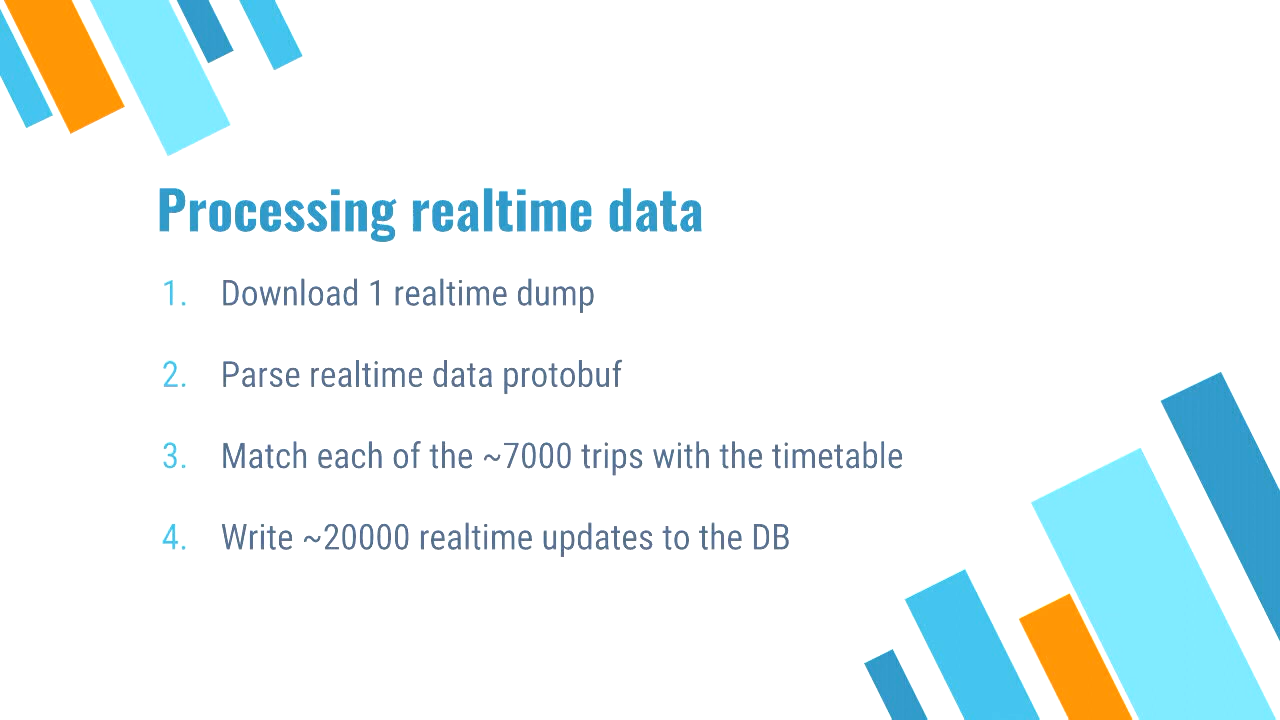 Processing realtime data
1. Download 1 realtime dump
2. Parse realtime data protobuf
3. Match each of the ~7000 trips with the timetable
4. Write ~20000 realtime updates to the DB